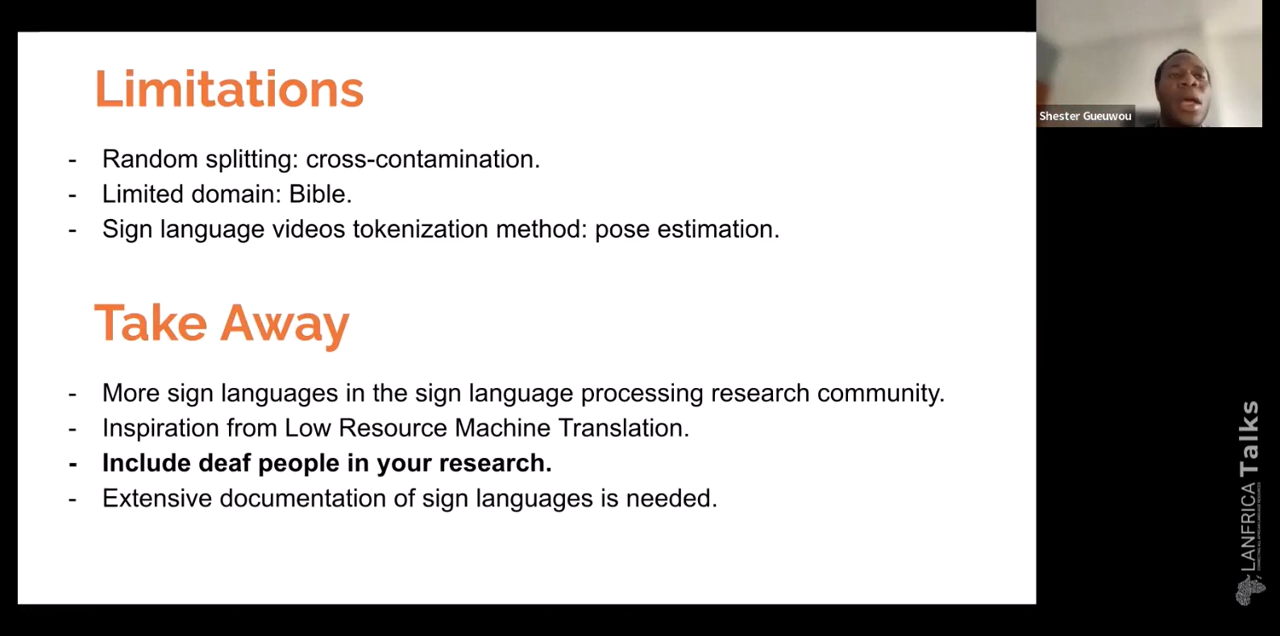 Limitations
- Random splitting: cross-contamination.
- Limited domain: Bible.
- Sign language videos tokenization method: pose estimation.
Take Away
- More sign languages in the sign language processing research community.
- Inspiration from Low Resource Machine Translation.
- Include deaf people in your research.
- Extensive documentation of sign languages is needed.
Shester Gueuwou
LANFRICA Talks